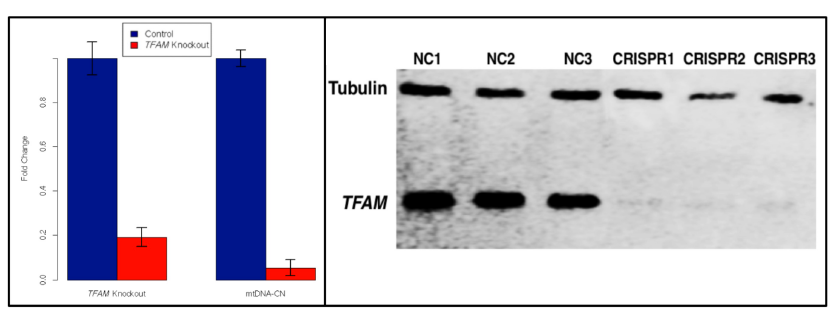 Control
TFAM Knockout
Fold Change
0.8
0.6
0.4
0.2
0.0
TFAM Knockout
mtDNA-CN
NC1 NC2 NC3 CRISPR1 CRISPR2 CRISPR3
Tubulin
TFAM